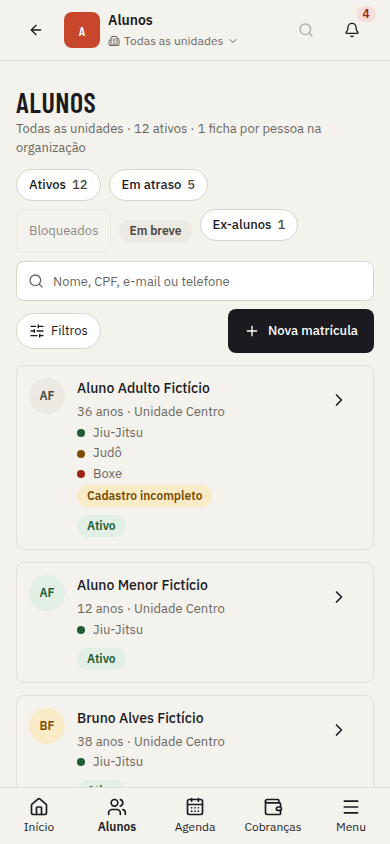 A
Alunos
Todas as unidades
4
ALUNOS
Todas as unidades · 12 ativos · 1 ficha por pessoa na
organização
Ativos 12
Em atraso 5
Bloqueados
Em breve
Ex-alunos 1
Nome, CPF, e-mail ou telefone
Filtros
Nova matrícula
AF
Aluno Adulto Fictício
36 anos · Unidade Centro
Jiu-Jitsu
Judô
Boxe
Cadastro incompleto
Ativo
AF
Aluno Menor Fictício
12 anos · Unidade Centro
Jiu-Jitsu
Ativo
BF
Bruno Alves Fictício
38 anos · Unidade Centro
Jiu-Jitsu
Início
Alunos
Agenda
Cobranças
Menu